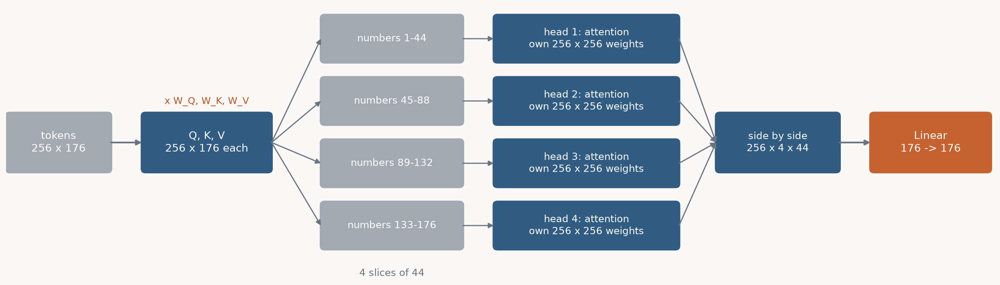 tokens
256 x 176
x W_Q, W_K, W_V
Q, K, V
256 x 176 each
numbers 1-44
numbers 45-88
numbers 89-132
numbers 133-176
4 slices of 44
head 1: attention
own 256 x 256 weights
head 2: attention
own 256 x 256 weights
head 3: attention
own 256 x 256 weights
head 4: attention
own 256 x 256 weights
side by side
256 x 4 x 44
Linear
176 -> 176